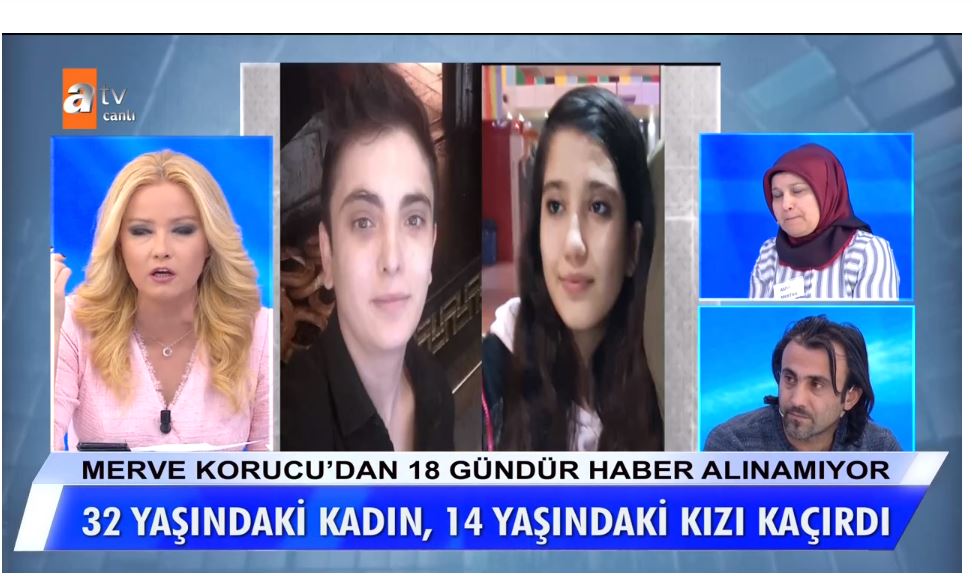 atv
canlı
MERVE KORUCU'DAN 18 GÜNDÜR HABER ALINAMIYOR
32 YAŞINDAKİ KADIN, 14 YAŞINDAKİ KIZI KAÇIRDI